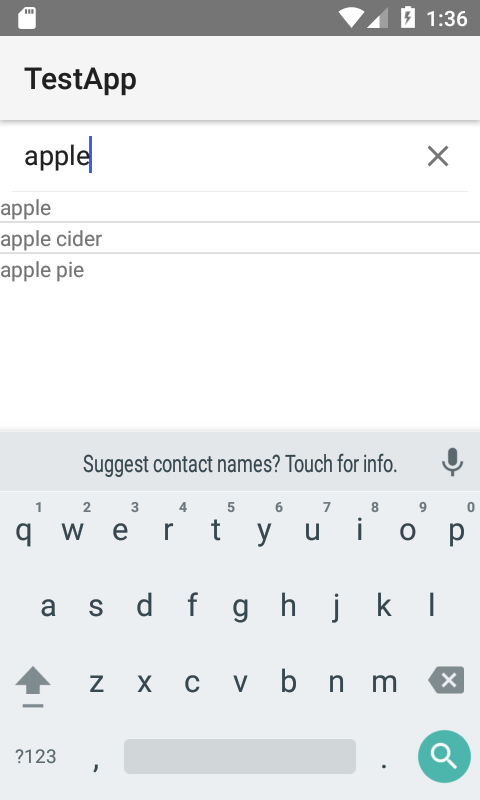 1:36
TestApp
apple
apple
apple cider
apple pie
Suggest contact names? Touch for info.
1 2 3 4 5 6 7 8 9 0
q w e r t y u i o p
a s d f g h j k l
z x c v b n m
?123 , .